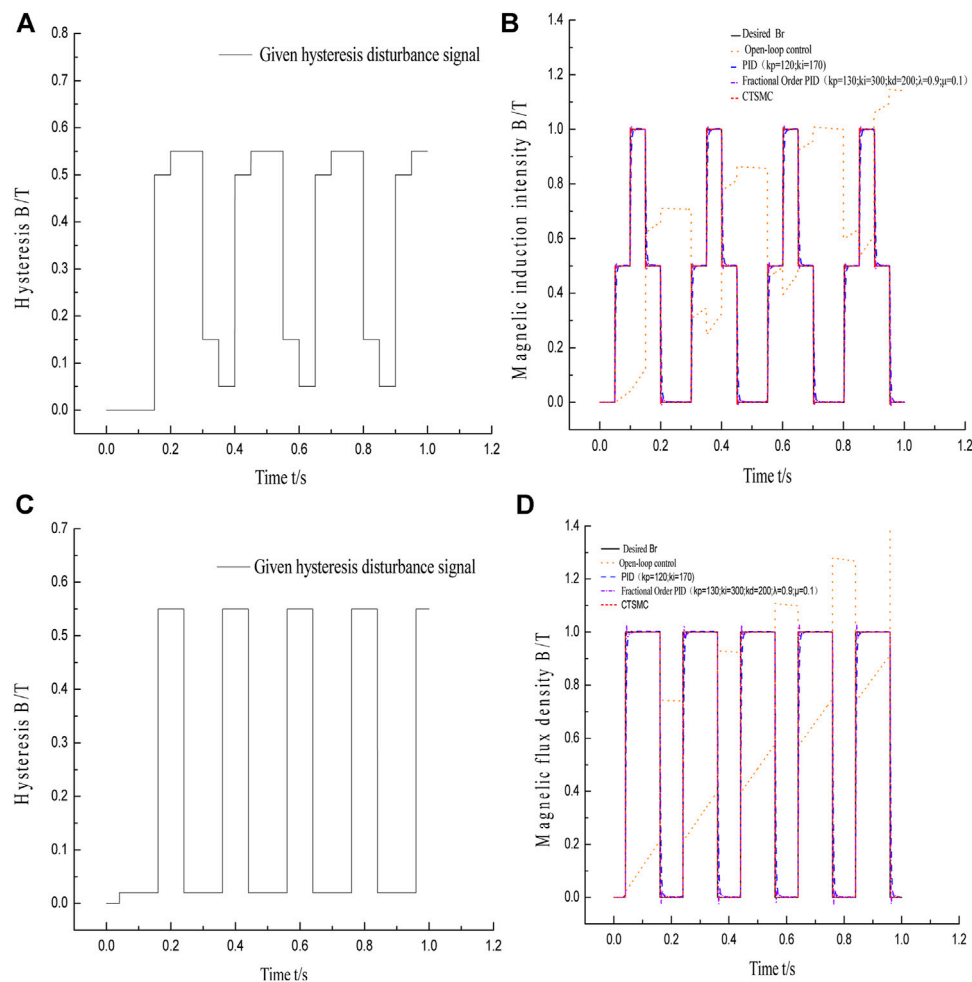 A
0.8
0.7
0.6
0.5
0.4
0.3
0.2
0.1
0.0
Hysteresis B/T
Given hysteresis disturbance signal
0.0 0.2 0.4 0.6 0.8 1.0 1.2
Time t/s
B
1.4
1.2
1.0
0.8
0.6
0.4
0.2
0.0
Magnelic induction intensity B/T
Desired Br
Open-loop control
PID（kp=120;ki=170)
Fractional Order PID（kp=130;ki=300;kd=200;λ=0.9;μ=0.1）
CTSMC
0.0 0.2 0.4 0.6 0.8 1.0 1.2
Time t/s
C
0.7
0.6
0.5
0.4
0.3
0.2
0.1
0.0
Hysteresis B/T
Given hysteresis disturbance signal
0.0 0.2 0.4 0.6 0.8 1.0 1.2
Time t/s
D
1.4
1.2
1.0
0.8
0.6
0.4
0.2
0.0
Magnelic flux density B/T
Desired Br
Open-loop control
PID（kp=120;ki=170)
Fractional Order PID（kp=130;ki=300;kd=200;λ=0.9;μ=0.1）
CTSMC
0.0 0.2 0.4 0.6 0.8 1.0 1.2
Time t/s